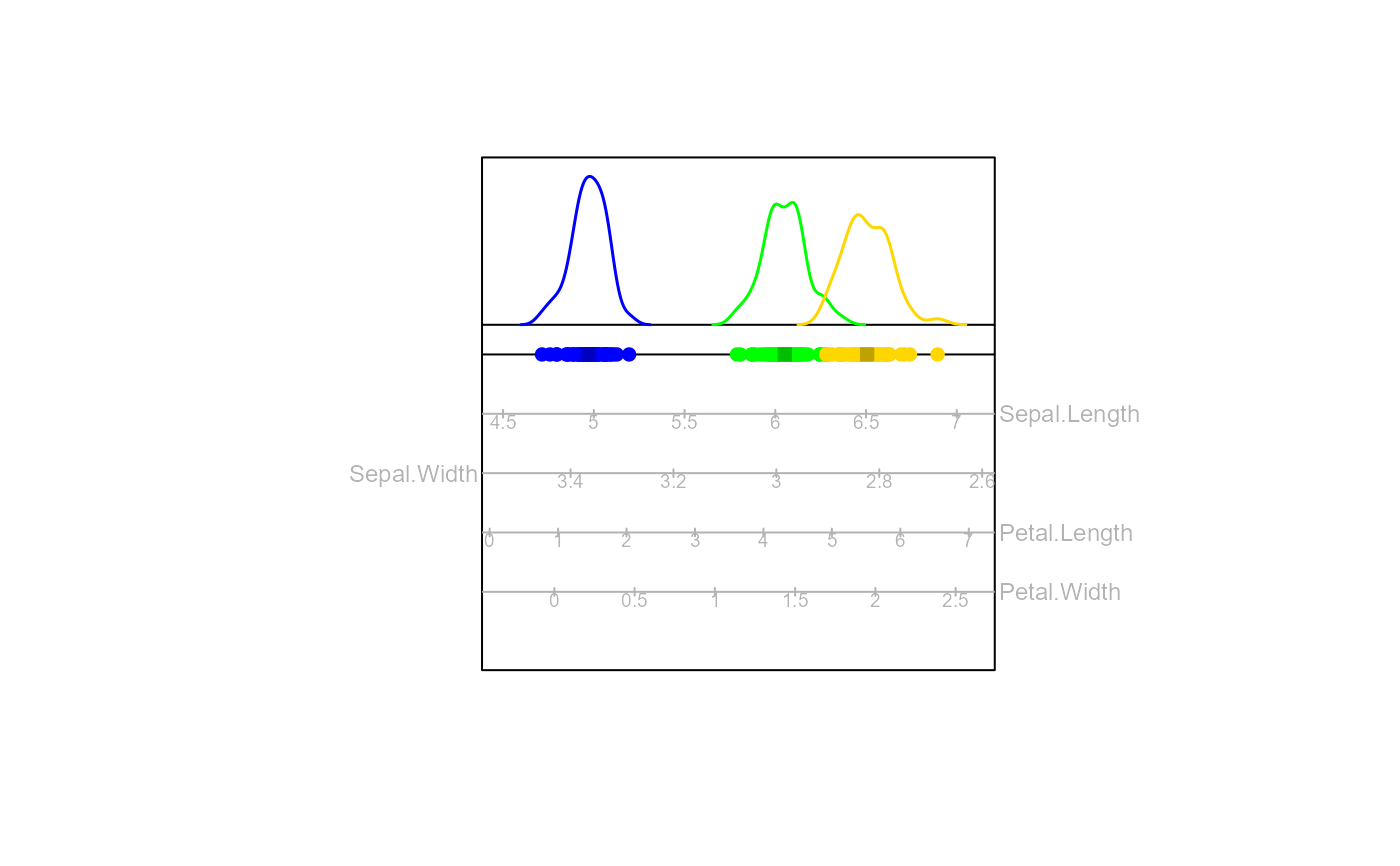 4.5 5 5.5 6 6.5 7 Sepal.Length
Sepal.Width 3.4 3.2 3 2.8 2.6
0 1 2 3 4 5 6 7 Petal.Length
0 0.5 1 1.5 2 2.5 Petal.Width